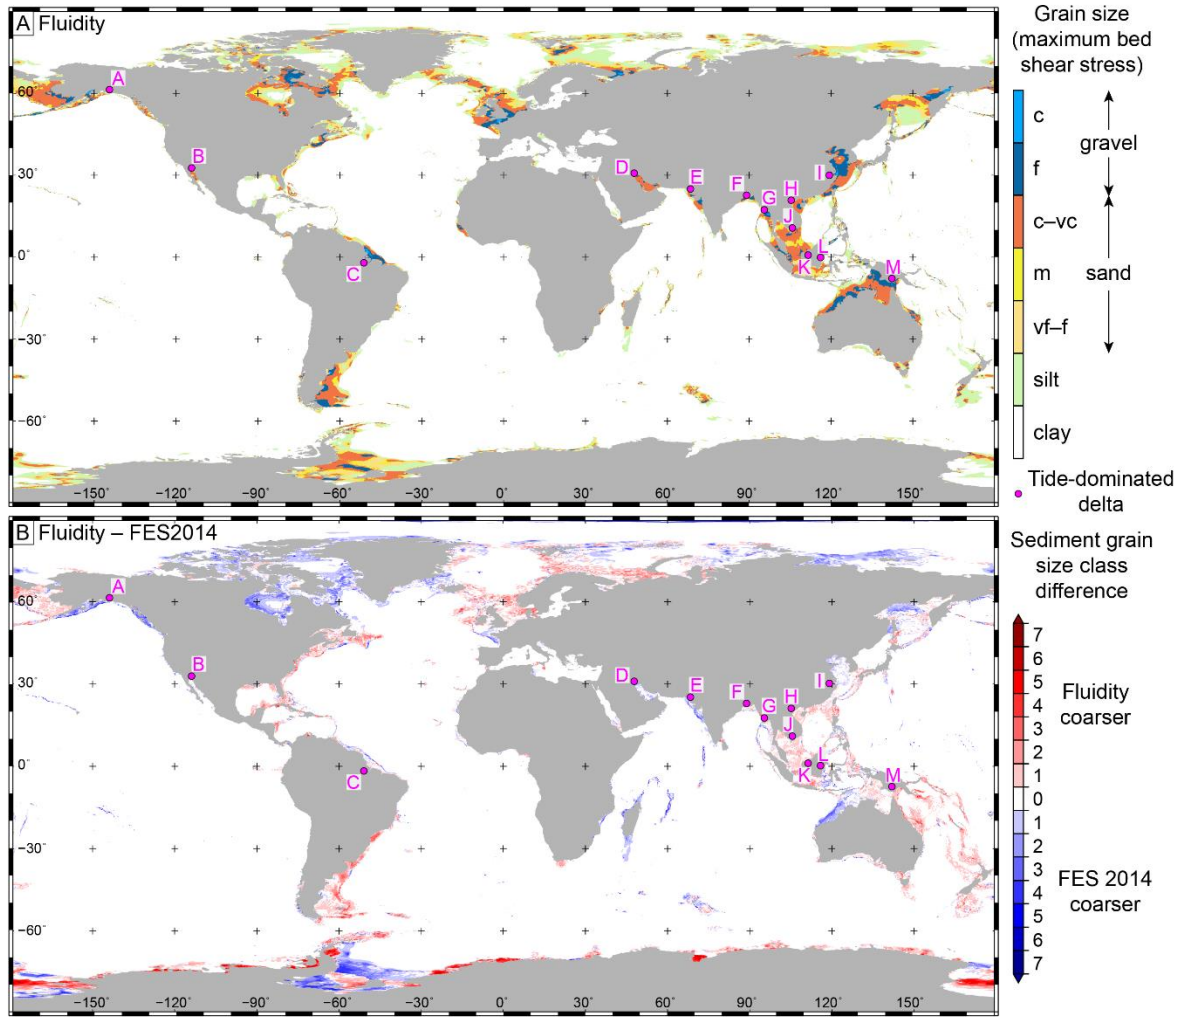 A Fluidity
Grain size
(maximum bed
shear stress)
c
f
c–vc
m
vf–f
silt
clay
gravel
sand
Tide-dominated
delta
60°
30°
0°
−30°
−60°
−150° −120° −90° −60° −30° 0° 30° 60° 90° 120° 150°
A
B
C
D
E
F
G
H
I
J
K
L
M
B Fluidity – FES2014
Sediment grain
size class
difference
7
6
5
4
3
2
1
0
1
2
3
4
5
6
7
Fluidity
coarser
FES 2014
coarser
60°
30°
0°
−30°
−60°
−150° −120° −90° −60° −30° 0° 30° 60° 90° 120° 150°
A
B
C
D
E
F
G
H
I
J
K
L
M